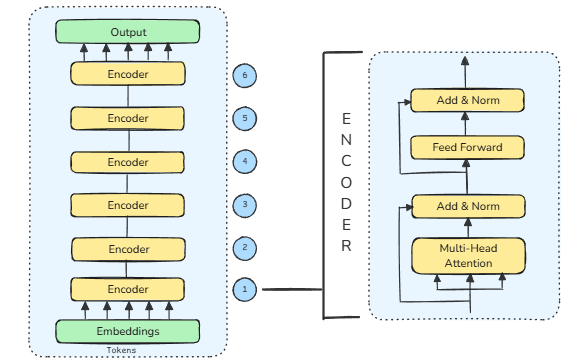 Output
Encoder
6
Encoder
5
Encoder
4
Encoder
3
Encoder
2
Encoder
1
Embeddings
Tokens
E
N
C
O
D
E
R
Add & Norm
Feed Forward
Add & Norm
Multi-Head
Attention